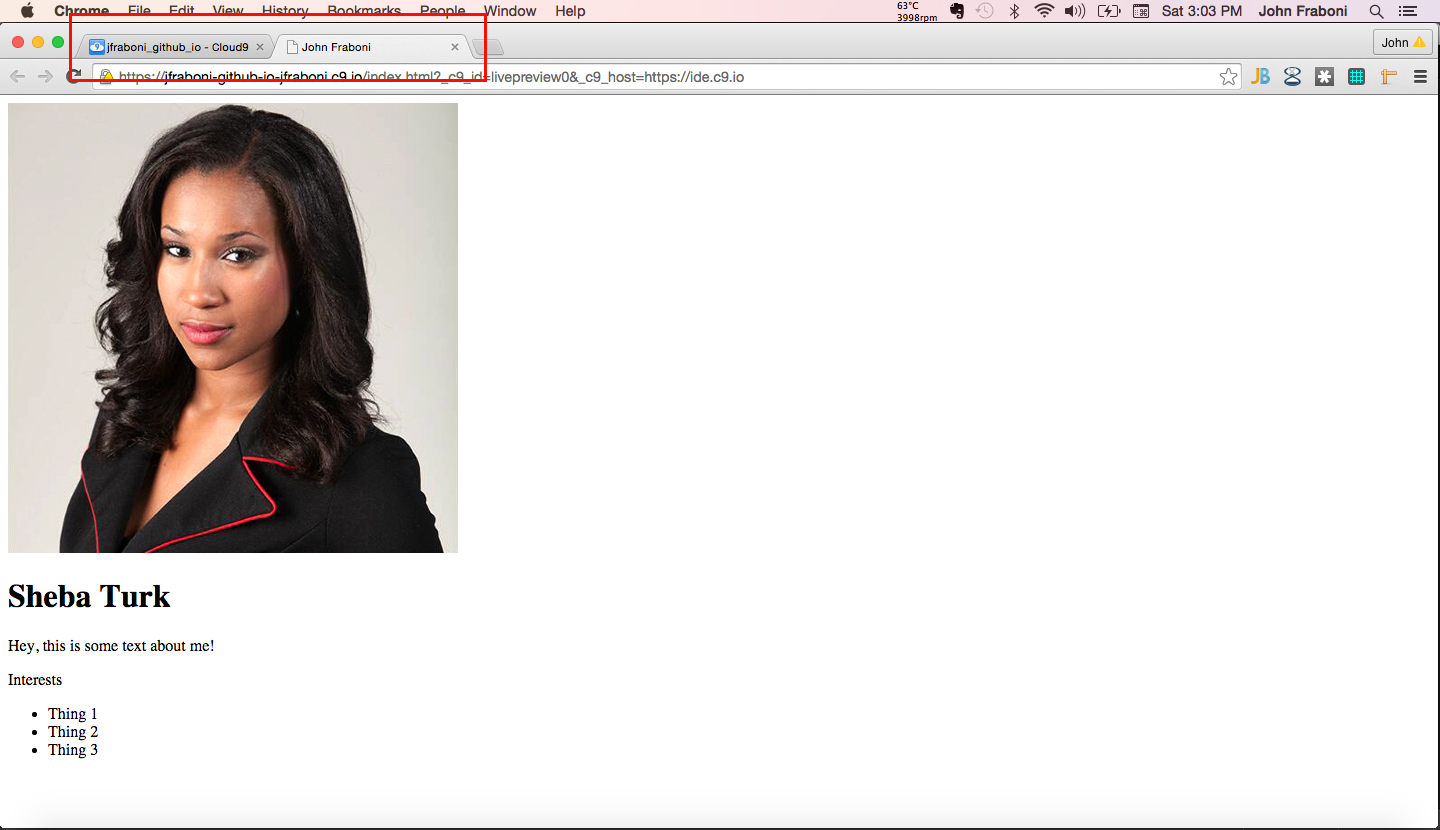 Chrome File Edit View History Bookmarks People Window Help 63°C 3998rpm Sat 3:03 PM John Fraboni
jfraboni_github_io - Cloud9 John Fraboni John
https://jfraboni-github-io-jfraboni.c9.io/index.html?_c9_id=livepreview0&_c9_host=https://ide.c9.io JB
Sheba Turk
Hey, this is some text about me!
Interests
• Thing 1
• Thing 2
• Thing 3